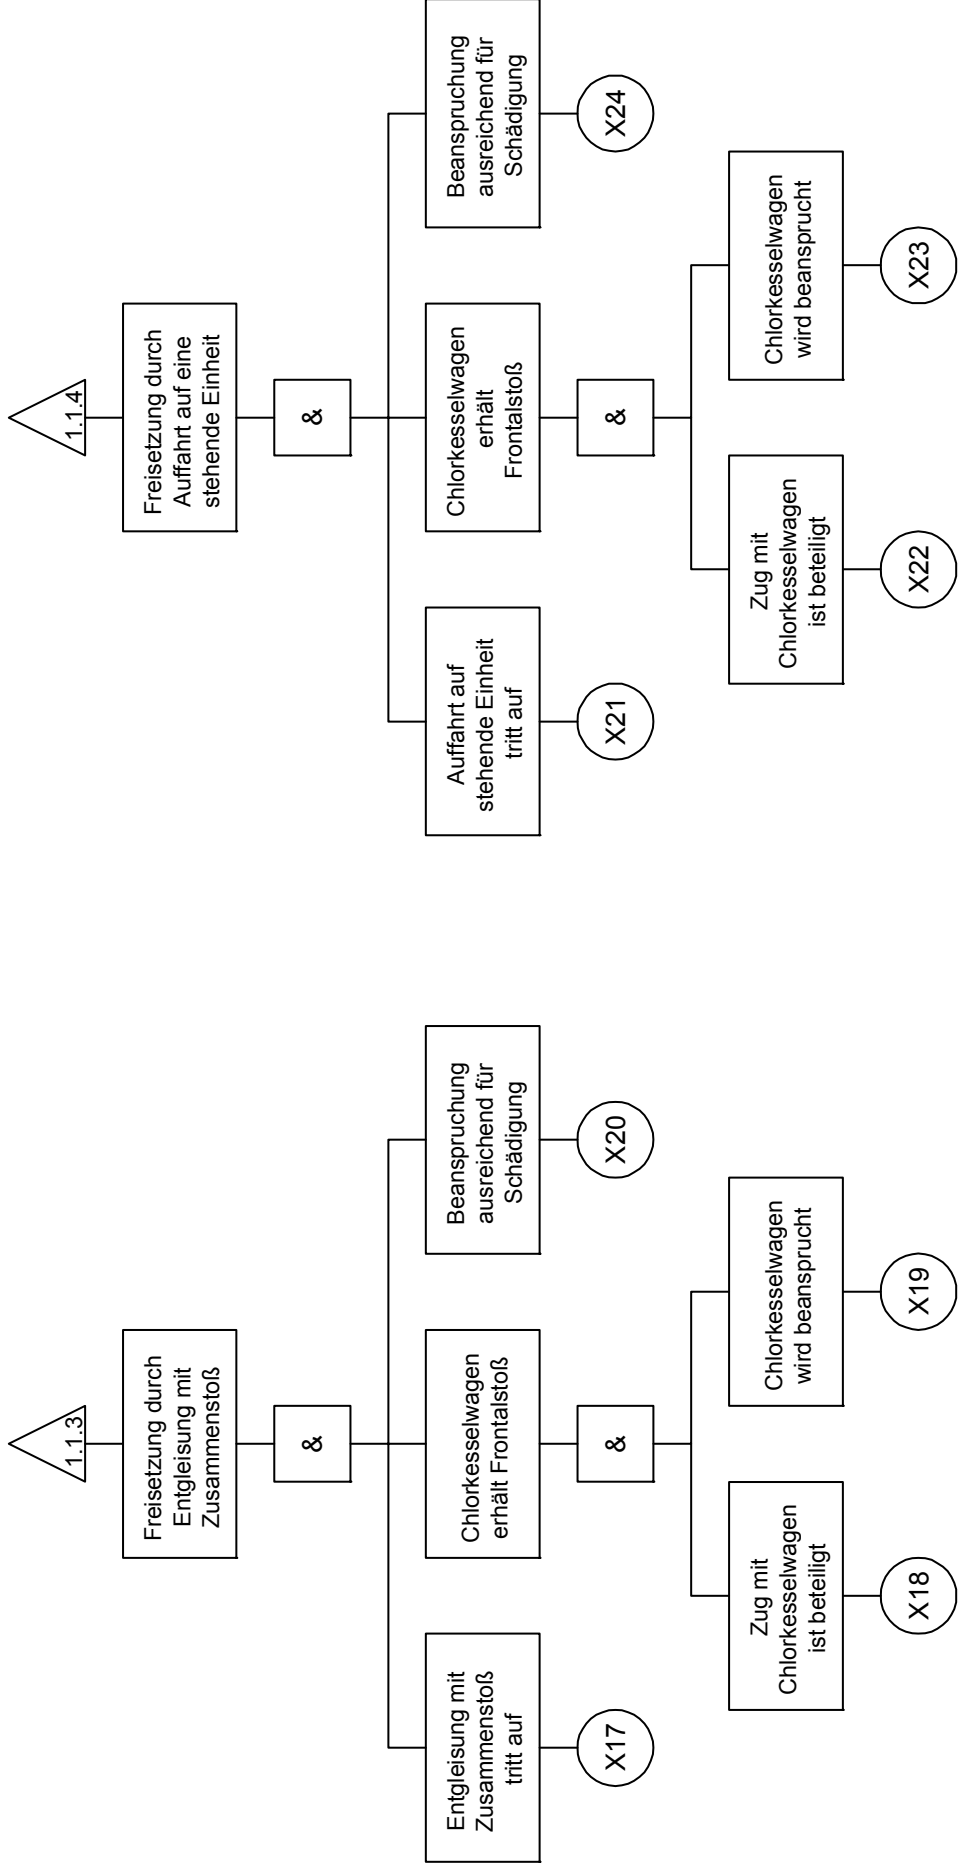 1.1.3
Freisetzung durch
Entgleisung mit
Zusammenstoß
&
Entgleisung mit
Zusammenstoß
tritt auf
X17
Chlorkesselwagen
erhält Frontalstoß
&
Beanspruchung
ausreichend für
Schädigung
X20
Zug mit
Chlorkesselwagen
ist beteiligt
X18
Chlorkesselwagen
wird beansprucht
X19
1.1.4
Freisetzung durch
Auffahrt auf eine
stehende Einheit
&
Auffahrt auf
stehende Einheit
tritt auf
X21
Chlorkesselwagen
erhält
Frontalstoß
&
Beanspruchung
ausreichend für
Schädigung
X24
Zug mit
Chlorkesselwagen
ist beteiligt
X22
Chlorkesselwagen
wird beansprucht
X23